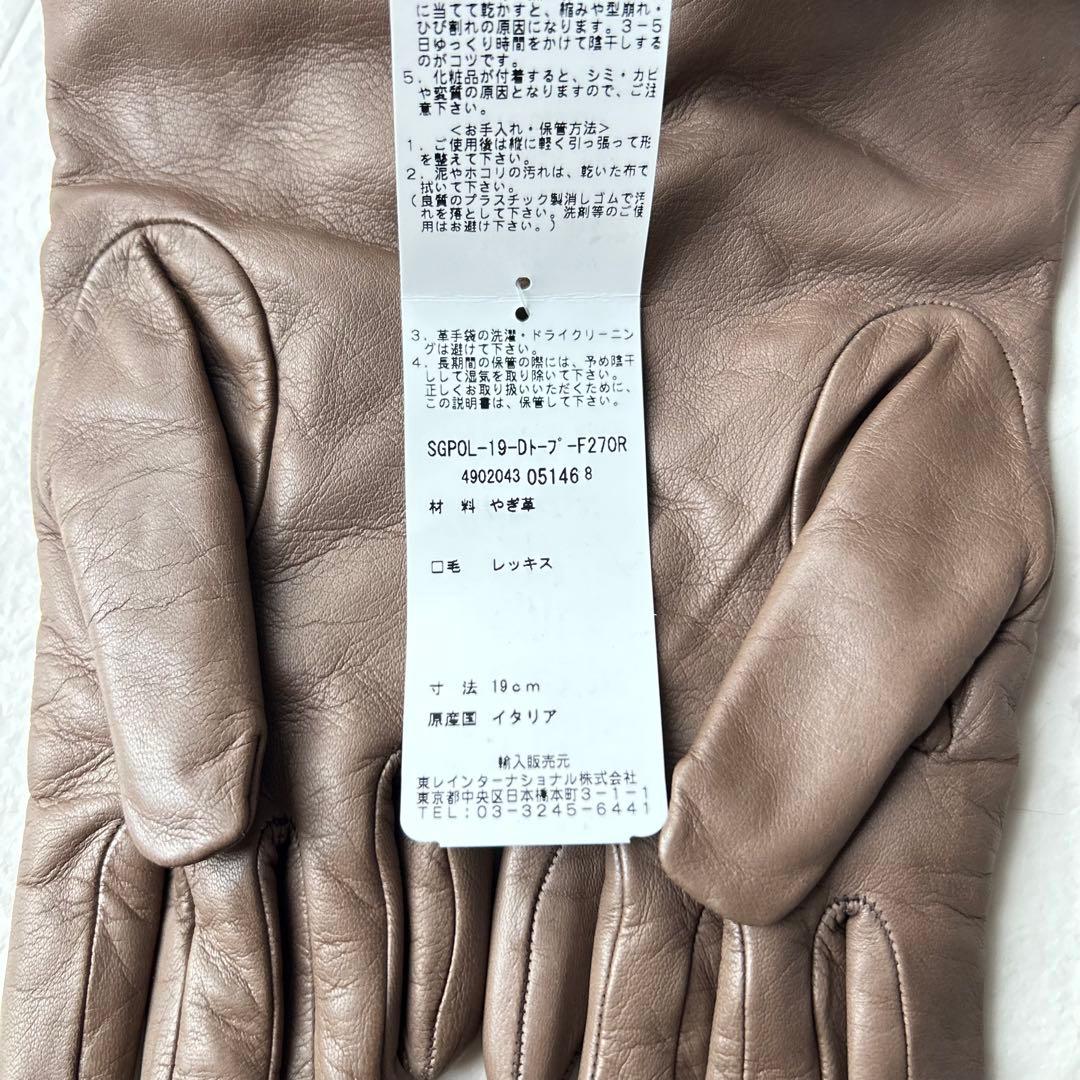 に当てて乾かすと、縮みや型崩れ・
ひび割れの原因になります。3-5
日ゆっくり時間をかけて陰干しする
のがコツです。
5. 化粧品が付着すると、シミ・カビ
や変質の原因となりますので、ご注
意下さい。
<お手入れ・保管方法>
1. ご使用後は縦に軽く引っ張って形
を整えて下さい。
2. 泥やホコリの汚れは、乾いた布で
拭いて下さい。
(良質のプラスチック製消しゴムで汚
れを落として下さい。洗剤等のご使
用はお避け下さい。)
3. 革手袋の洗濯・ドライクリーニン
グは避けて下さい。
4. 長期間の保管の際には、予め陰干
しして湿気を取り除いて下さい。
正しくお取り扱いいただくために、
この説明書は、保管して下さい。
SGPOL-19-Dトープ-F270R
4902043 05146 8
材 料 やぎ革
口毛 レッキス
寸 法 19cm
原産国 イタリア
輸入販売元
東レインターナショナル株式会社
東京都中央区日本橋本町3-1-1
TEL:03-3245-6441